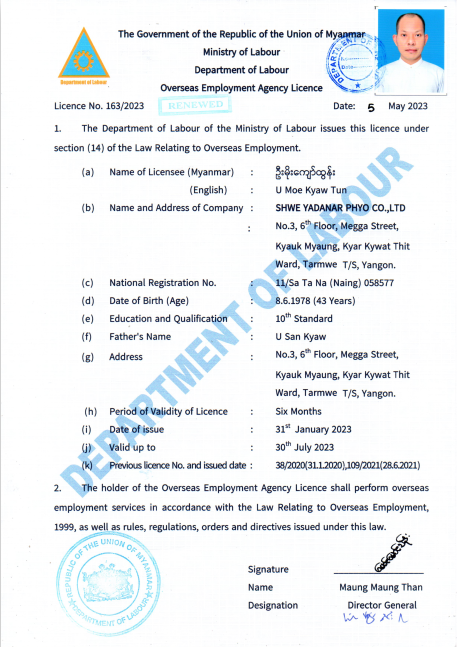 The Government of the Republic of the Union of Myanmar
Ministry of Labour
Department of Labour
Overseas Employment Agency Licence
Department of Labour
DEPARTMENT OF
Licence No. 163/2023
RENEWED
Date: 5 May 2023
1. The Department of Labour of the Ministry of Labour issues this licence under
section (14) of the Law Relating to Overseas Employment.
(a) Name of Licensee (Myanmar) : ဦးမိုးကျော်ထွန်း
(English) : U Moe Kyaw Tun
(b) Name and Address of Company : SHWE YADANAR PHYO CO.,LTD
: No.3, 6th Floor, Megga Street,
Kyauk Myaung, Kyar Kywat Thit
Ward, Tarmwe T/S, Yangon.
(c) National Registration No. : 11/Sa Ta Na (Naing) 058577
(d) Date of Birth (Age) : 8.6.1978 (43 Years)
(e) Education and Qualification : 10th Standard
(f) Father's Name : U San Kyaw
(g) Address : No.3, 6th Floor, Megga Street,
Kyauk Myaung, Kyar Kywat Thit
Ward, Tarmwe T/S, Yangon.
(h) Period of Validity of Licence : Six Months
(i) Date of issue : 31st January 2023
(j) Valid up to : 30th July 2023
(k) Previous licence No. and issued date : 38/2020(31.1.2020),109/2021(28.6.2021)
DEPARTMENT OF LABOUR
2. The holder of the Overseas Employment Agency Licence shall perform overseas
employment services in accordance with the Law Relating to Overseas Employment,
1999, as well as rules, regulations, orders and directives issued under this law.
REPUBLIC OF THE UNION OF MYANMAR
DEPARTMENT OF LABOUR
Signature
Name Maung Maung Than
Designation Director General